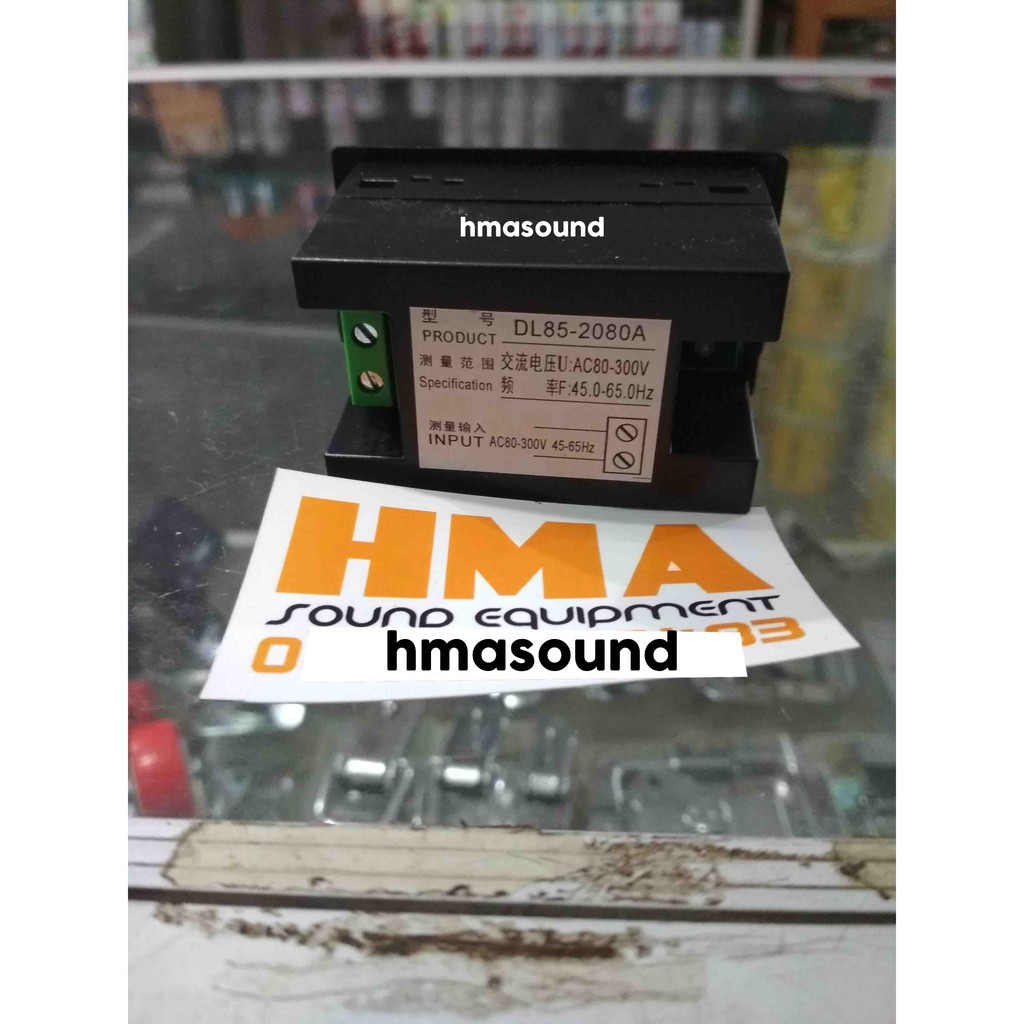 hmasound
型 号
PRODUCT DL85-2080A
测量范围 交流电压U:AC80-300V
Specification 频 率F:45.0-65.0Hz
测量输入
INPUT AC80-300V 45-65Hz
HMA
SOUND EQUIPMENT
0
hmasound